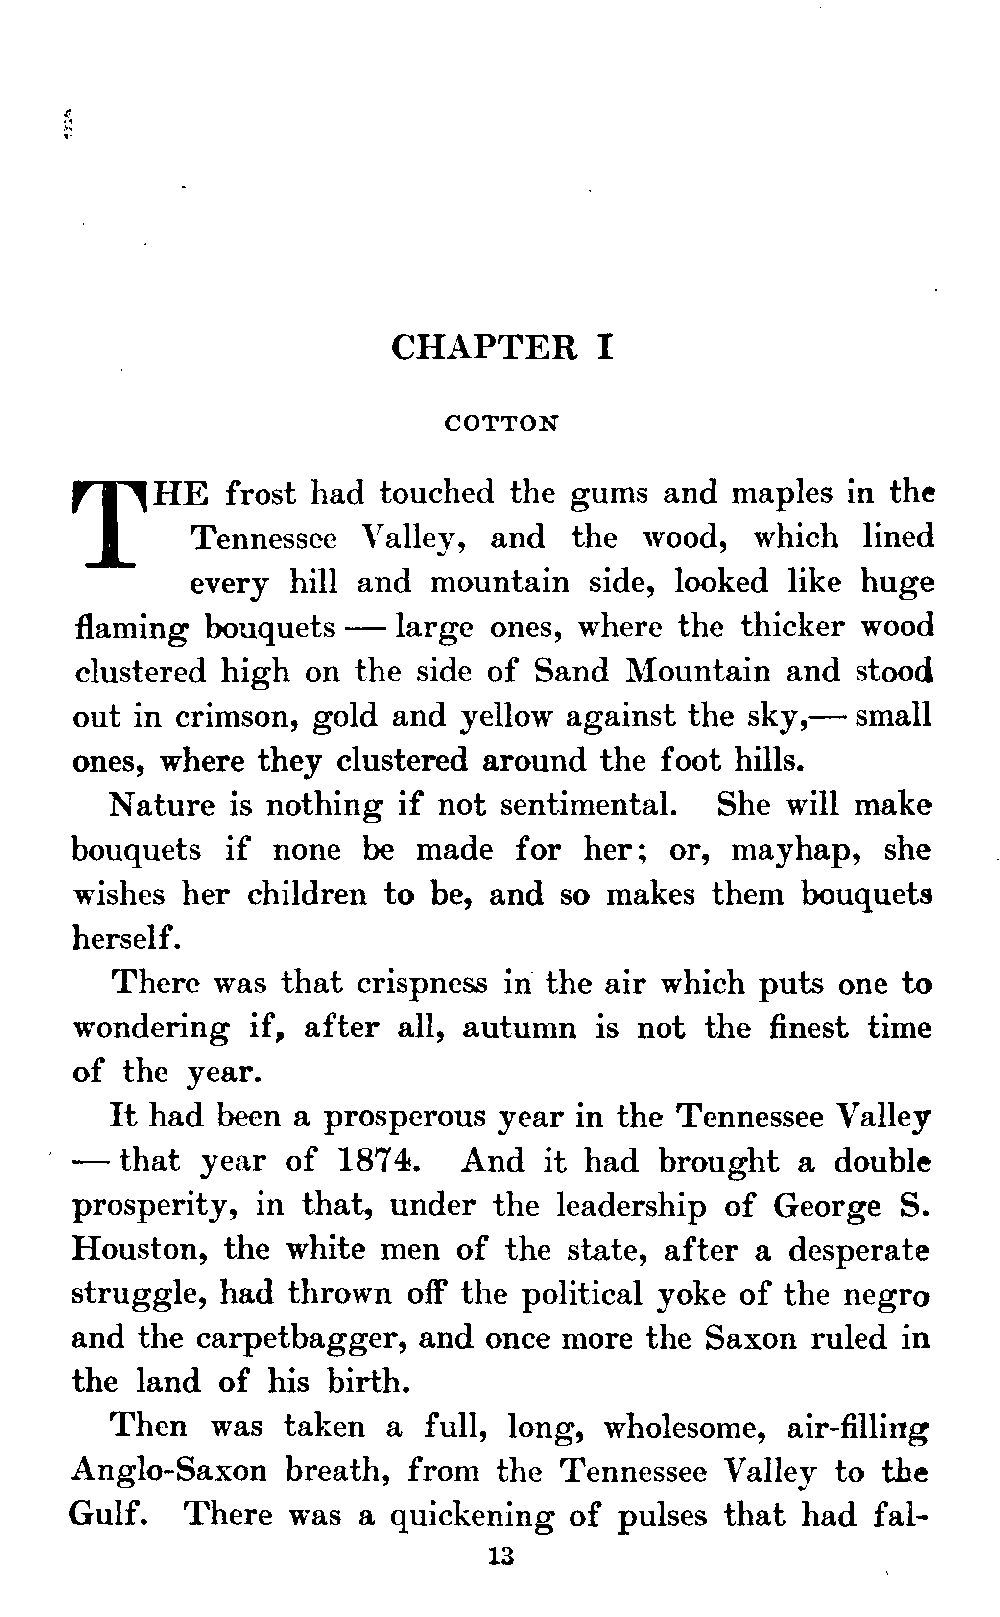 CHAPTER I
COTTON
THE frost had touched the gums and maples in the
Tennessee Valley, and the wood, which lined
every hill and mountain side, looked like huge
flaming bouquets — large ones, where the thicker wood
clustered high on the side of Sand Mountain and stood
out in crimson, gold and yellow against the sky,— small
ones, where they clustered around the foot hills.
Nature is nothing if not sentimental. She will make
bouquets if none be made for her; or, mayhap, she
wishes her children to be, and so makes them bouquets
herself.
There was that crispness in the air which puts one to
wondering if, after all, autumn is not the finest time
of the year.
It had been a prosperous year in the Tennessee Valley
— that year of 1874. And it had brought a double
prosperity, in that, under the leadership of George S.
Houston, the white men of the state, after a desperate
struggle, had thrown off the political yoke of the negro
and the carpetbagger, and once more the Saxon ruled in
the land of his birth.
Then was taken a full, long, wholesome, air-filling
Anglo-Saxon breath, from the Tennessee Valley to the
Gulf. There was a quickening of pulses that had fal-
13